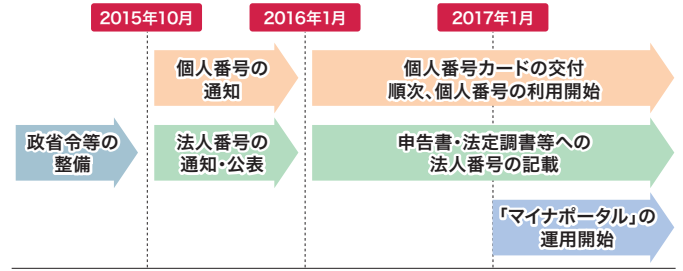 2015年10月
2016年1月
2017年1月
個人番号の
通知
個人番号カードの交付
順次、個人番号の利用開始
政省令等の
整備
法人番号の
通知・公表
申告書・法定調書等への
法人番号の記載
「マイナポータル」の
運用開始